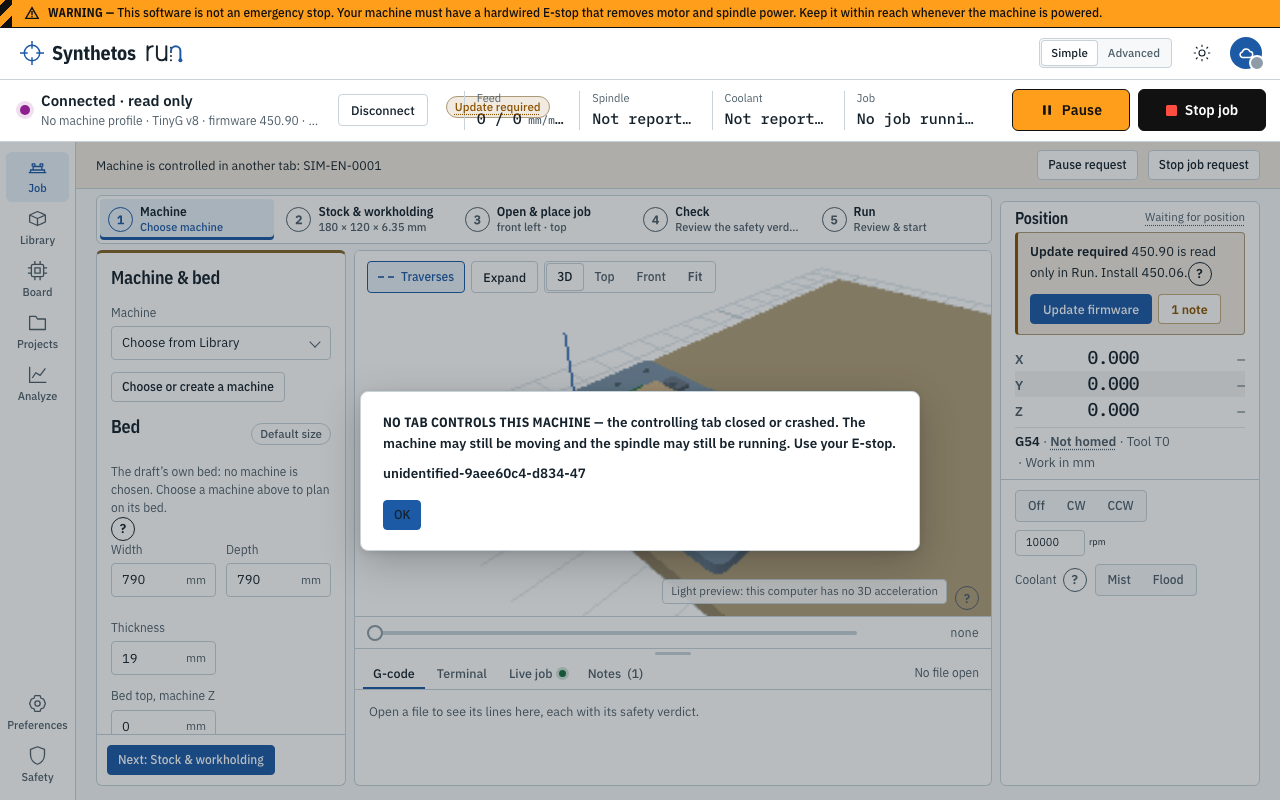 WARNING — This software is not an emergency stop. Your machine must have a hardwired E-stop that removes motor and spindle power. Keep it within reach whenever the machine is powered.
Synthetos run
Simple
Advanced
Connected · read only
No machine profile · TinyG v8 · firmware 450.90 · ...
Disconnect
Update required
Feed
0 / 0 mm/m...
Spindle
Not report...
Coolant
Not report...
Job
No job runni...
Pause
Stop job
Machine is controlled in another tab: SIM-EN-0001
Pause request
Stop job request
Job
Library
Board
Projects
Analyze
Preferences
Safety
1
Machine
Choose machine
2
Stock & workholding
180 × 120 × 6.35 mm
3
Open & place job
front left · top
4
Check
Review the safety verd...
5
Run
Review & start
Machine & bed
Machine
Choose from Library
Choose or create a machine
Bed
Default size
The draft's own bed: no machine is
chosen. Choose a machine above to plan
on its bed.
?
Width
Depth
790 mm
790 mm
Thickness
19 mm
Bed top, machine Z
0 mm
Next: Stock & workholding
Traverses
Expand
3D
Top
Front
Fit
NO TAB CONTROLS THIS MACHINE — the controlling tab closed or crashed. The
machine may still be moving and the spindle may still be running. Use your E-stop.
unidentified-9aee60c4-d834-47
OK
Light preview: this computer has no 3D acceleration
?
none
G-code
Terminal
Live job
Notes (1)
No file open
Open a file to see its lines here, each with its safety verdict.
Position
Waiting for position
Update required 450.90 is read
only in Run. Install 450.06. ?
Update firmware
1 note
X 0.000 –
Y 0.000 –
Z 0.000 –
G54 · Not homed · Tool T0
· Work in mm
Off
CW
CCW
10000 rpm
Coolant ?
Mist
Flood